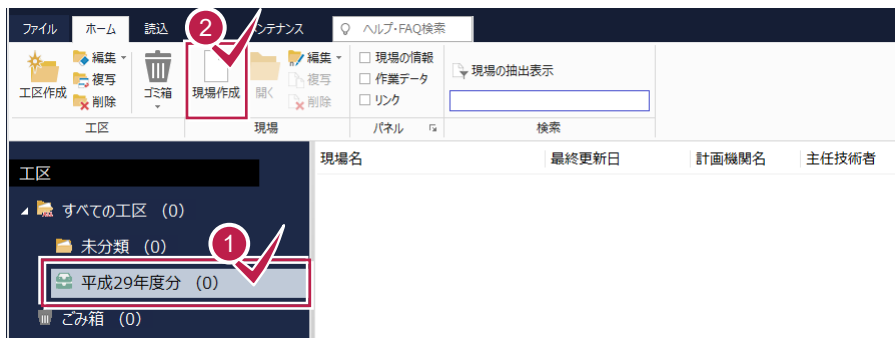 ファイル ホーム 読込 ンテナンス ヘルプ・FAQ検索
2
工区作成 編集 複写 削除 ゴミ箱 現場作成 開く 編集 複写 削除 現場の情報 作業データ リンク 現場の抽出表示
工区 現場 パネル 検索
工区 現場名 最終更新日 計画機関名 主任技術者
すべての工区 (0)
未分類 (0)
1
平成29年度分 (0)
ごみ箱 (0)